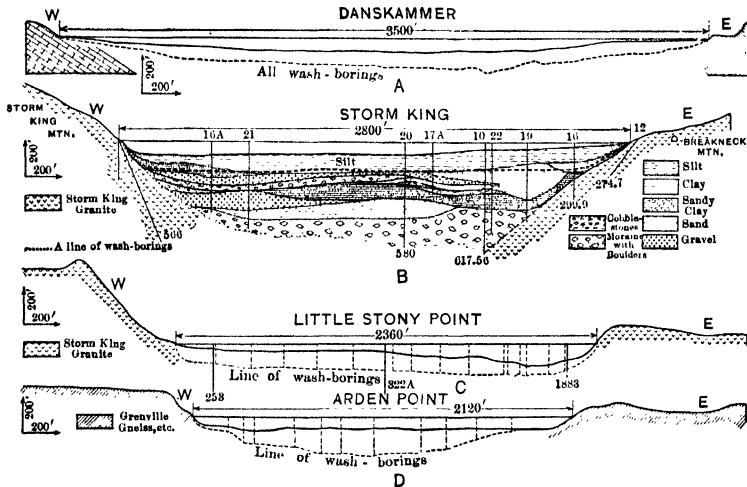 DANSKAMMER
W E
3500'
200'
200'
All wash-borings
A
STORM KING
STORM KING MTN.
W E
2800'
16A 21 20 17A 10 22 19 16 12
BREAKNECK MTN.
200'
200'
Silt
Storm King Granite
A line of wash-borings
500
580
617.56
200.9
274.7
Silt
Clay
Sandy Clay
Sand
Gravel
Cobble-stones
Morain with Boulders
B
LITTLE STONY POINT
W E
2360'
200'
200'
Storm King Granite
Line of wash-borings
C
253 322A 1883
ARDEN POINT
W E
2120'
200'
200'
Grenville Gneiss, etc.
Line of wash-borings
D